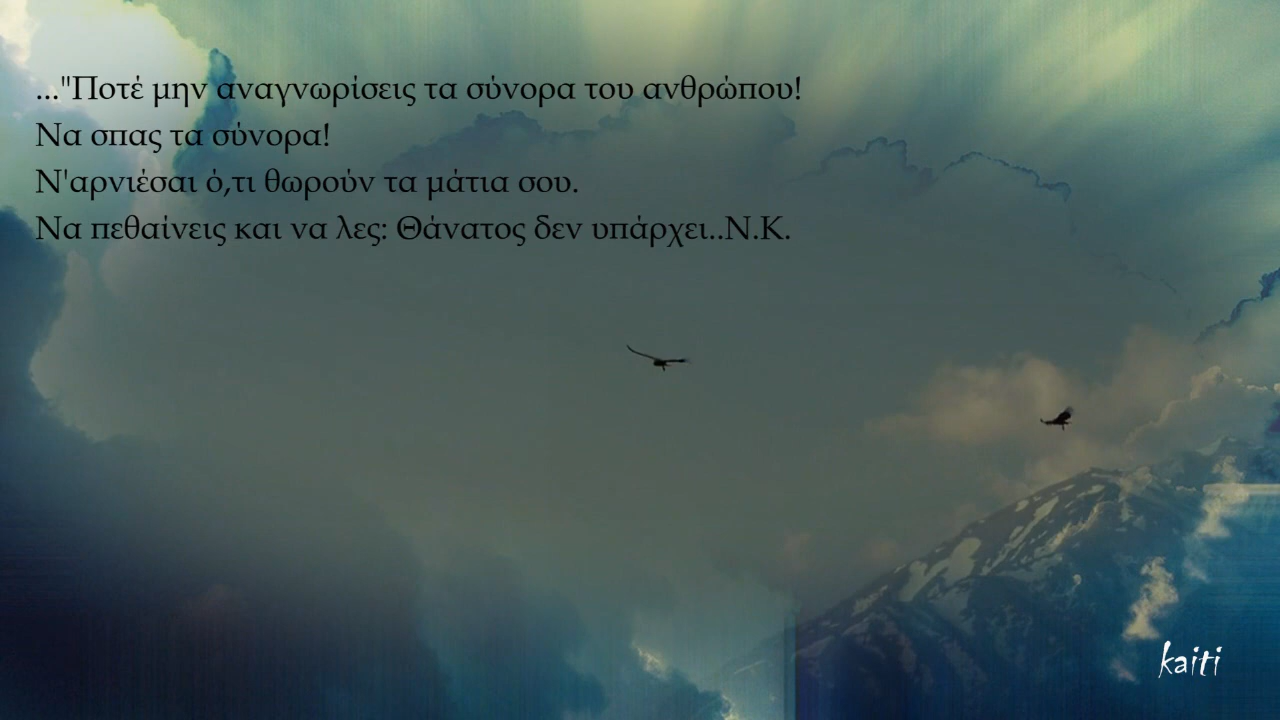 ..."Ποτέ μην αναγνωρίσεις τα σύνορα του ανθρώπου!
Να σπας τα σύνορα!
Ν'αρνιέσαι ό,τι θωρούν τα μάτια σου.
Να πεθαίνεις και να λες: Θάνατος δεν υπάρχει..Ν.Κ.
kaiti